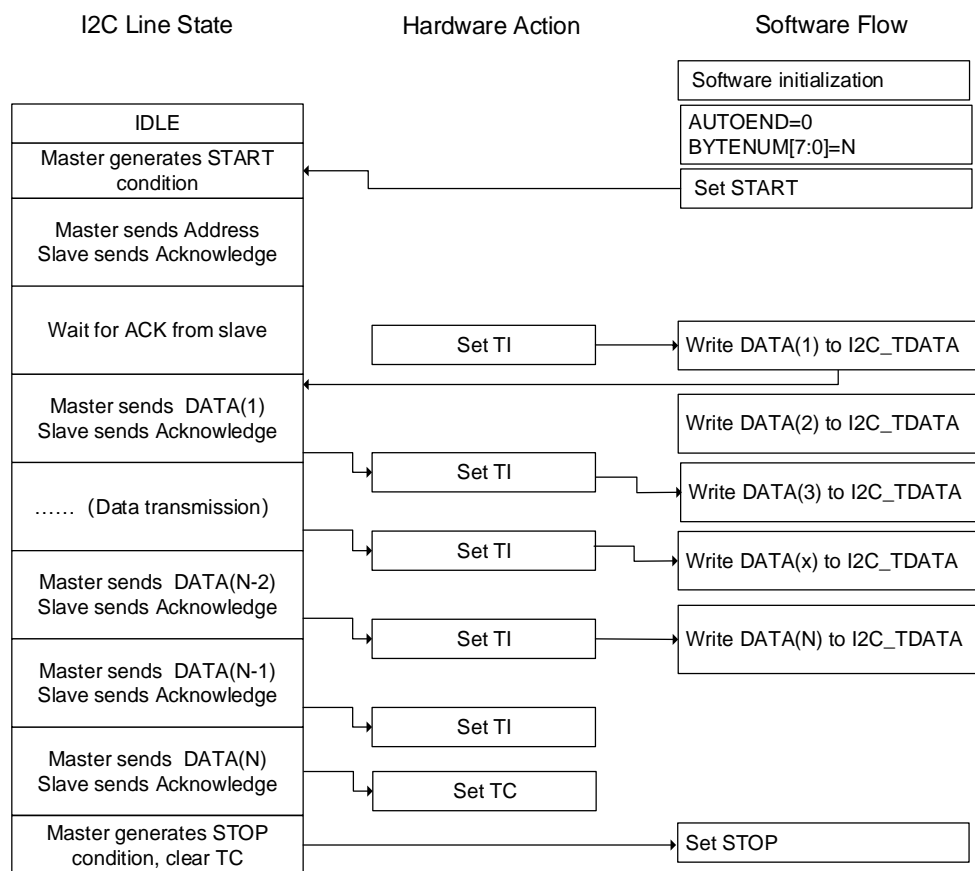 I2C Line State
Hardware Action
Software Flow
Software initialization
IDLE
AUTOEND=0
BYTENUM[7:0]=N
Master generates START
condition
Set START
Master sends Address
Slave sends Acknowledge
Wait for ACK from slave
Set TI
Write DATA(1) to I2C_TDATA
Master sends DATA(1)
Slave sends Acknowledge
Write DATA(2) to I2C_TDATA
Set TI
Write DATA(3) to I2C_TDATA
…… (Data transmission)
Set TI
Write DATA(x) to I2C_TDATA
Master sends DATA(N-2)
Slave sends Acknowledge
Set TI
Write DATA(N) to I2C_TDATA
Master sends DATA(N-1)
Slave sends Acknowledge
Set TI
Master sends DATA(N)
Slave sends Acknowledge
Set TC
Master generates STOP
condition, clear TC
Set STOP